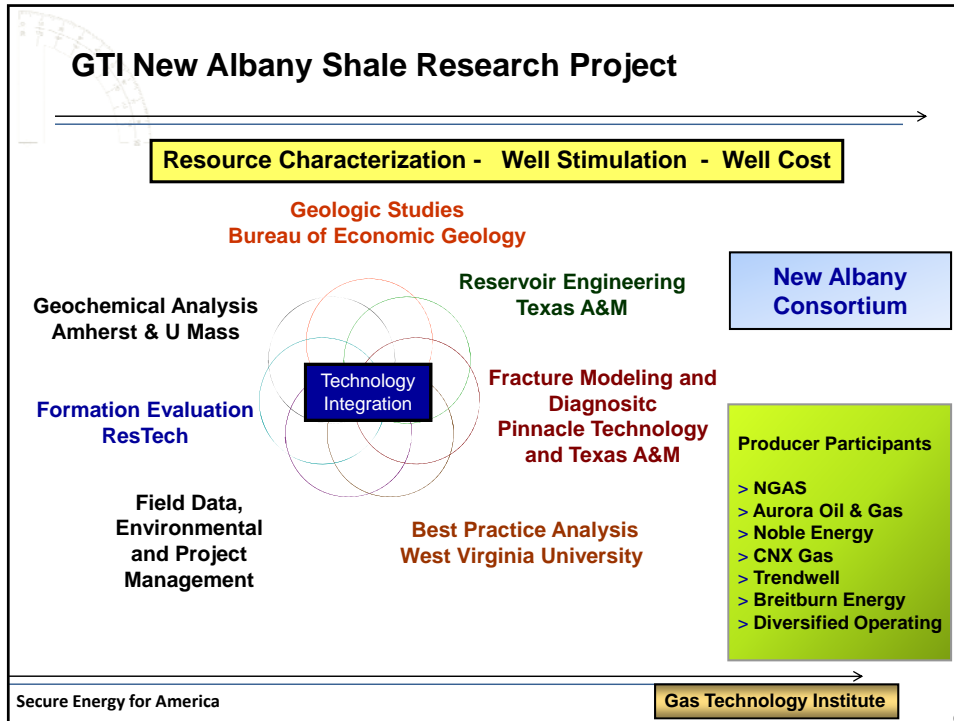 GTI New Albany Shale Research Project
Resource Characterization - Well Stimulation - Well Cost
Geologic Studies
Bureau of Economic Geology
Reservoir Engineering
Texas A&M
New Albany
Consortium
Geochemical Analysis
Amherst & U Mass
Technology
Integration
Fracture Modeling and
Diagnositc
Pinnacle Technology
and Texas A&M
Formation Evaluation
ResTech
Producer Participants
> NGAS
> Aurora Oil & Gas
> Noble Energy
> CNX Gas
> Trendwell
> Breitburn Energy
> Diversified Operating
Field Data,
Environmental
and Project
Management
Best Practice Analysis
West Virginia University
Secure Energy for America
Gas Technology Institute